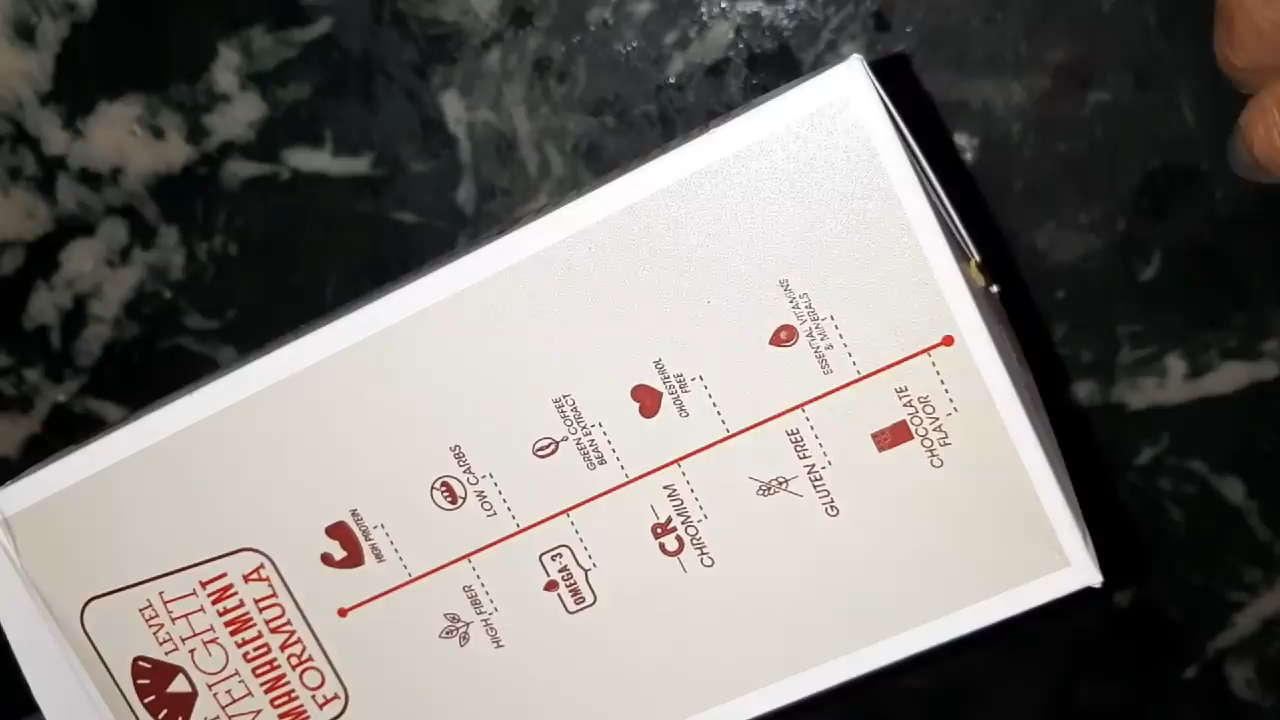 LEVEL
WEIGHT
MANAGEMENT
FORMULA
HIGH PROTEIN
HIGH FIBER
LOW CARBS
OMEGA-3
GREEN COFFEE
BEAN EXTRACT
CR
CHROMIUM
CHOLESTEROL
FREE
GLUTEN FREE
ESSENTIAL VITAMINS
& MINERALS
CHOCOLATE
FLAVOR